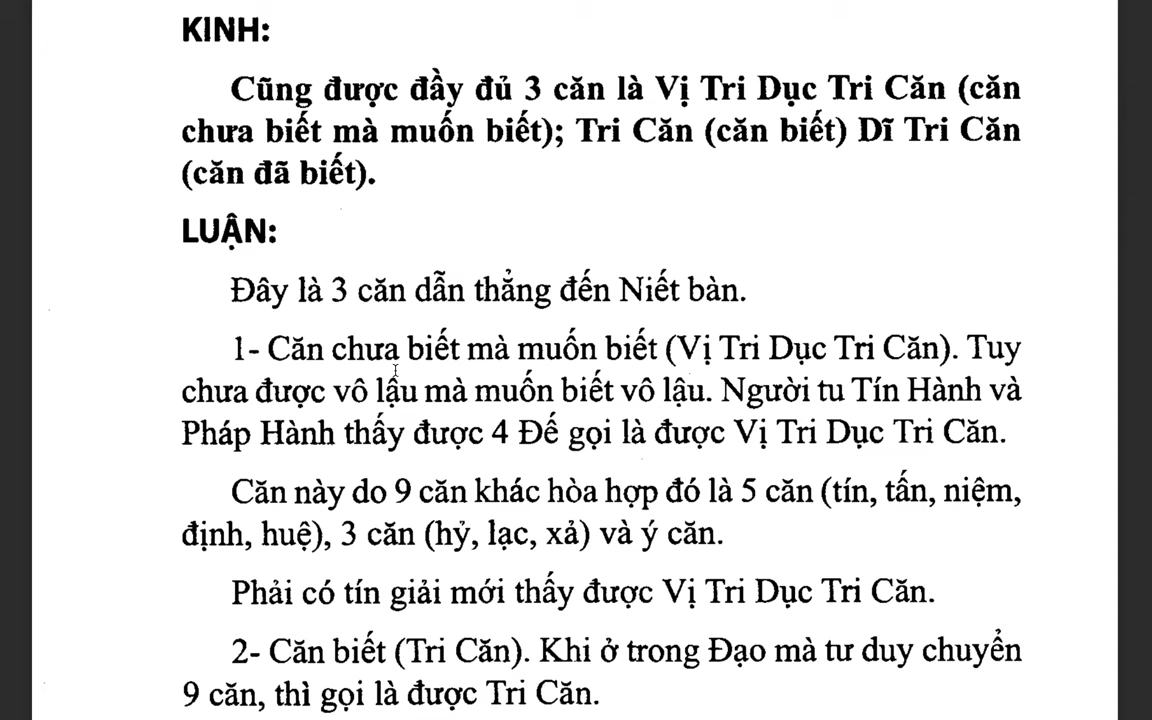 KINH:
Cũng được đầy đủ 3 căn là Vị Tri Dục Tri Căn (căn
chưa biết mà muốn biết); Tri Căn (căn biết) Dĩ Tri Căn
(căn đã biết).
LUẬN:
Đây là 3 căn dẫn thẳng đến Niết bàn.
1- Căn chưa biết mà muốn biết (Vị Tri Dục Tri Căn). Tuy
chưa được vô lậu mà muốn biết vô lậu. Người tu Tín Hành và
Pháp Hành thấy được 4 Đế gọi là được Vị Tri Dục Tri Căn.
Căn này do 9 căn khác hòa hợp đó là 5 căn (tín, tấn, niệm,
định, huệ), 3 căn (hỷ, lạc, xả) và ý căn.
Phải có tín giải mới thấy được Vị Tri Dục Tri Căn.
2- Căn biết (Tri Căn). Khi ở trong Đạo mà tư duy chuyển
9 căn, thì gọi là được Tri Căn.